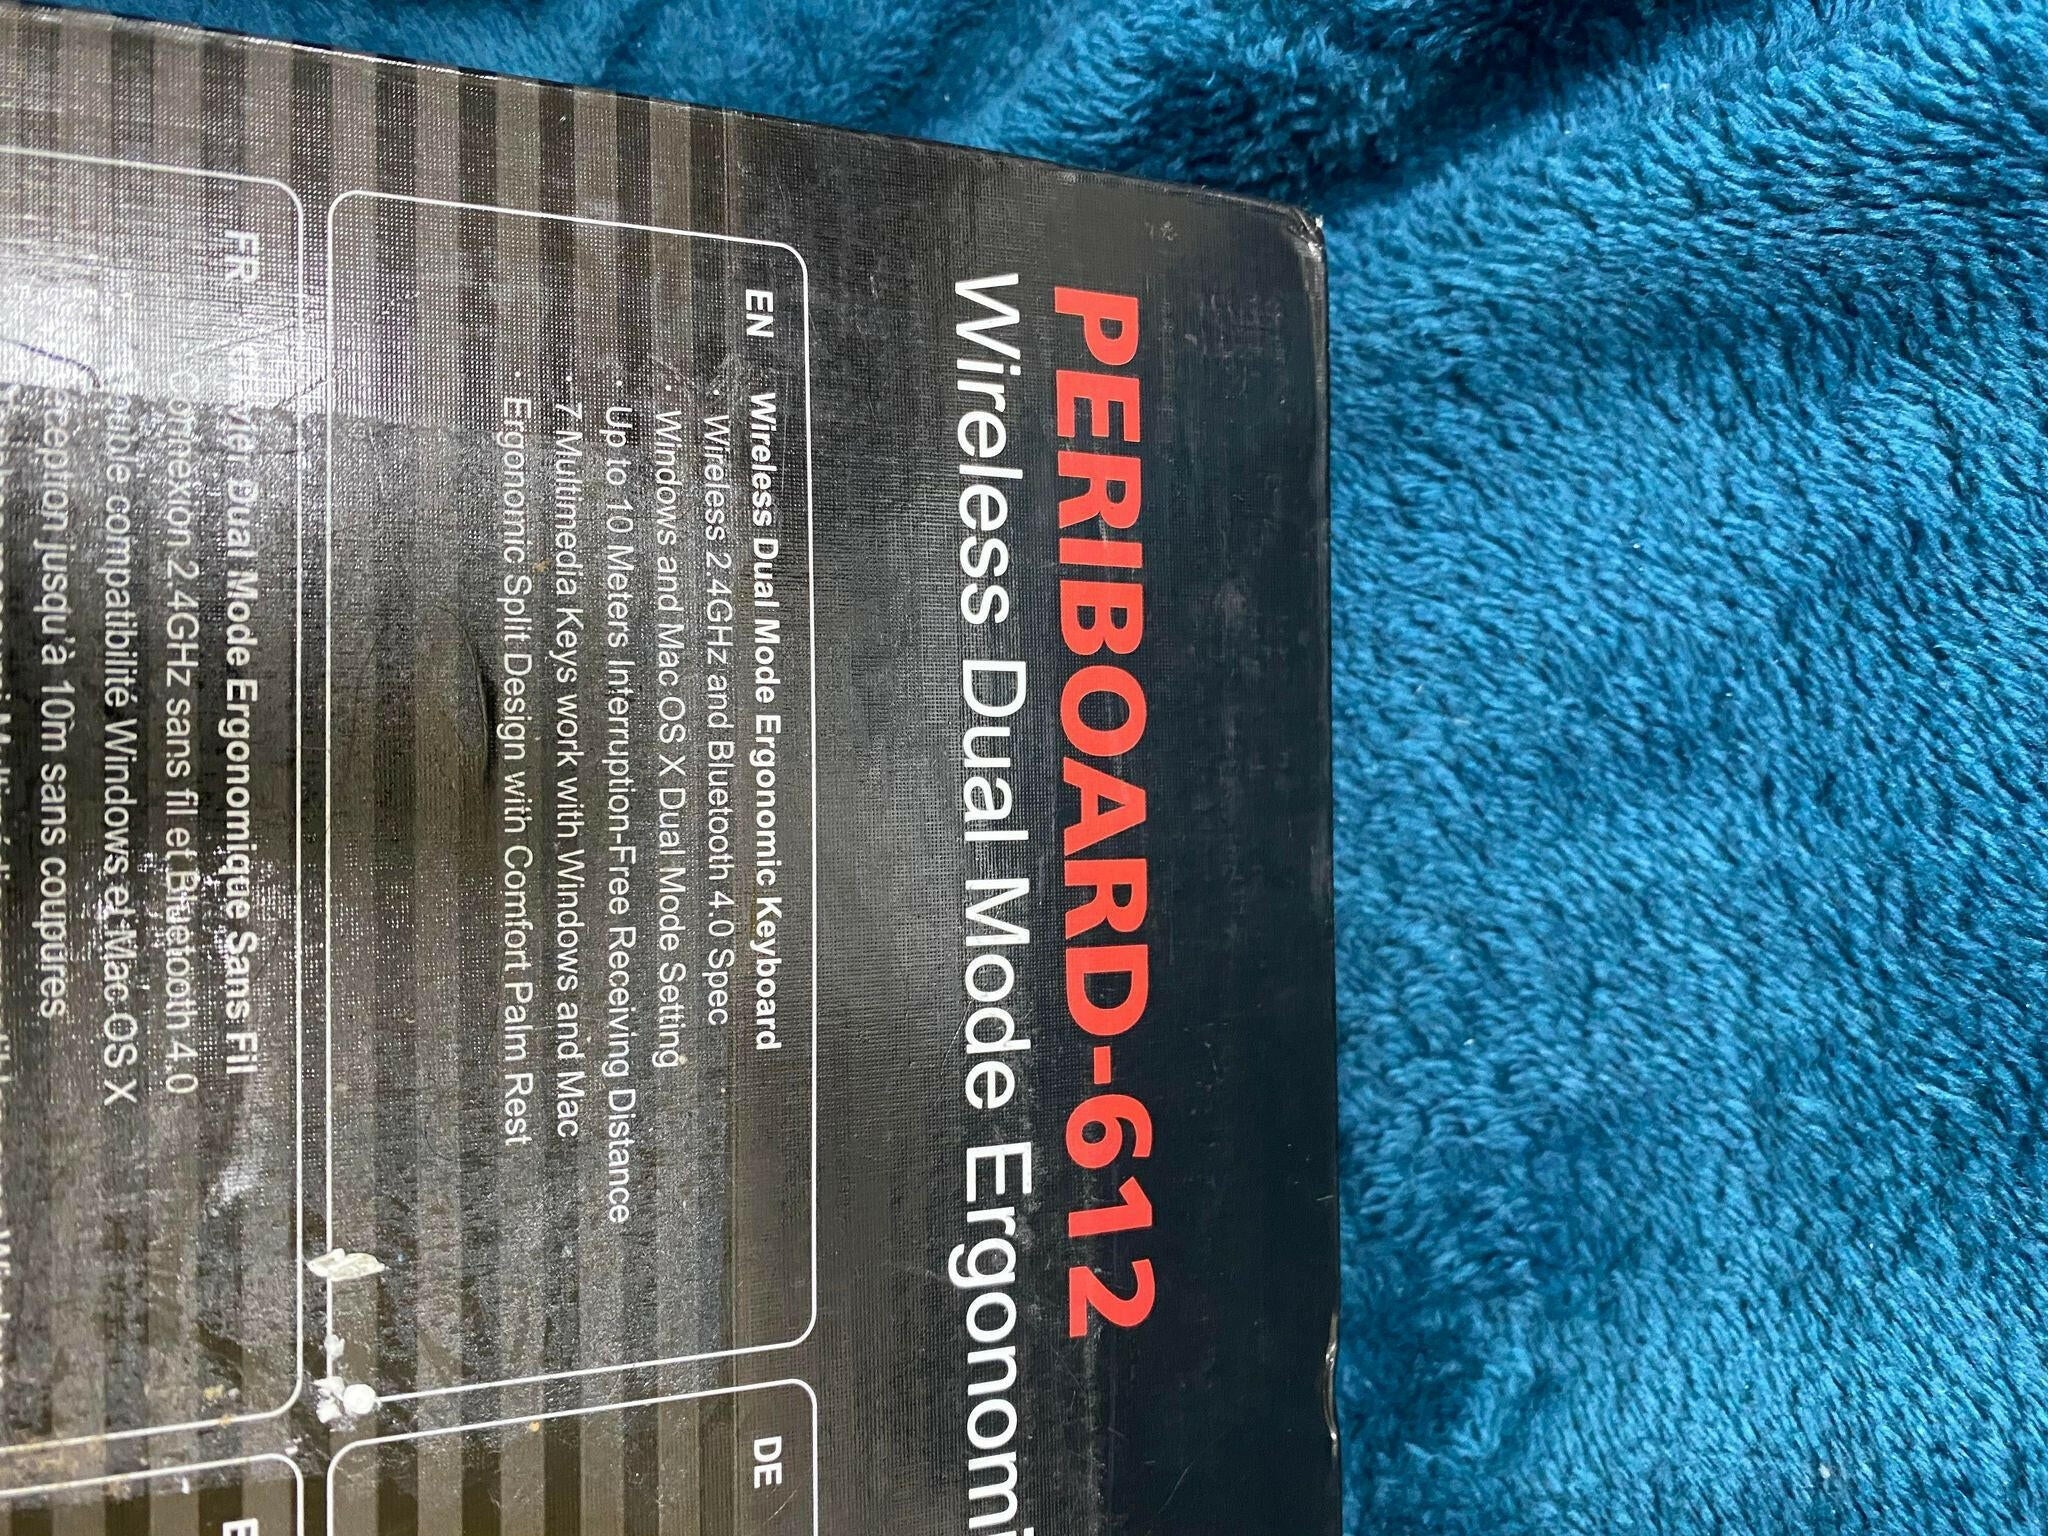 PERIBOARD-612
Wireless Dual Mode Ergonomi
EN Wireless Dual Mode Ergonomic Keyboard
· Wireless 2.4GHz and Bluetooth 4.0 Spec
· Windows and Mac OS X Dual Mode Setting
· Up to 10 Meters Interruption-Free Receiving Distance
· 7 Multimedia Keys work with Windows and Mac
· Ergonomic Split Design with Comfort Palm Rest
DE
FR Dual Mode Ergonomique Sans Fil
Connexion 2.4GHz sans fil et Bluetooth 4.0
compatibilité Windows et Mac OS X
jusqu'à 10m sans coupures